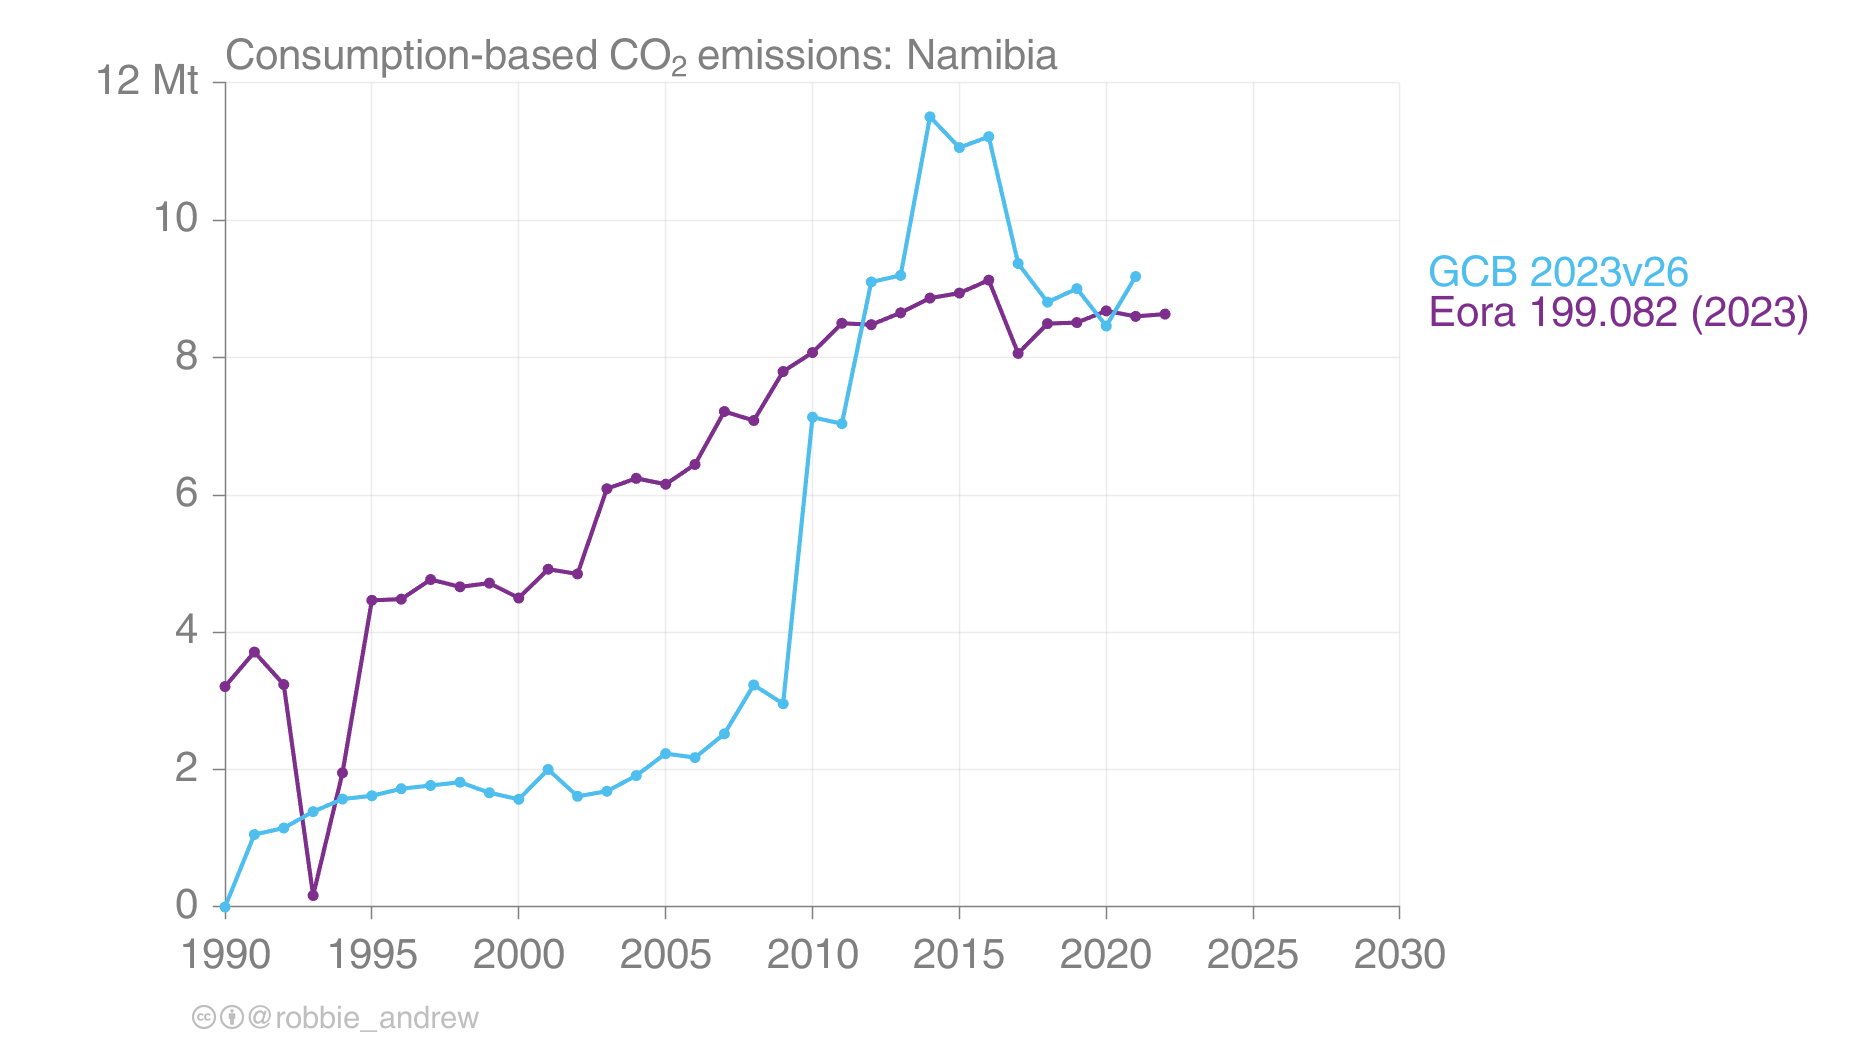 Consumption-based CO₂ emissions: Namibia
12 Mt
10
8
6
4
2
0
1990 1995 2000 2005 2010 2015 2020 2025 2030
GCB 2023v26
Eora 199.082 (2023)
cc @robbie_andrew